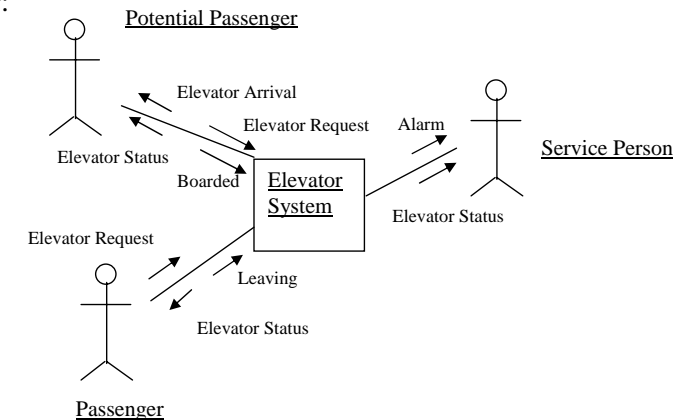 Potential Passenger
Elevator Arrival
Elevator Request
Alarm
Service Person
Elevator Status
Boarded
Elevator
System
Elevator Status
Elevator Request
Leaving
Elevator Status
Passenger